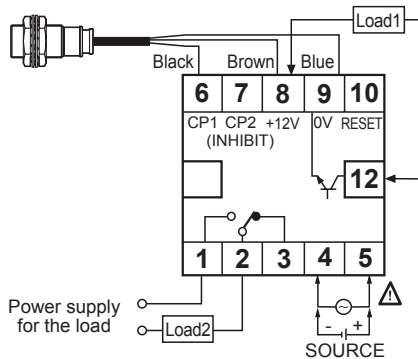 Load1
Black Brown Blue
6 7 8 9 10
CP1 CP2 +12V 0V RESET
(INHIBIT)
12
1 2 3 4 5
Power supply
for the load
Load2
- +
SOURCE